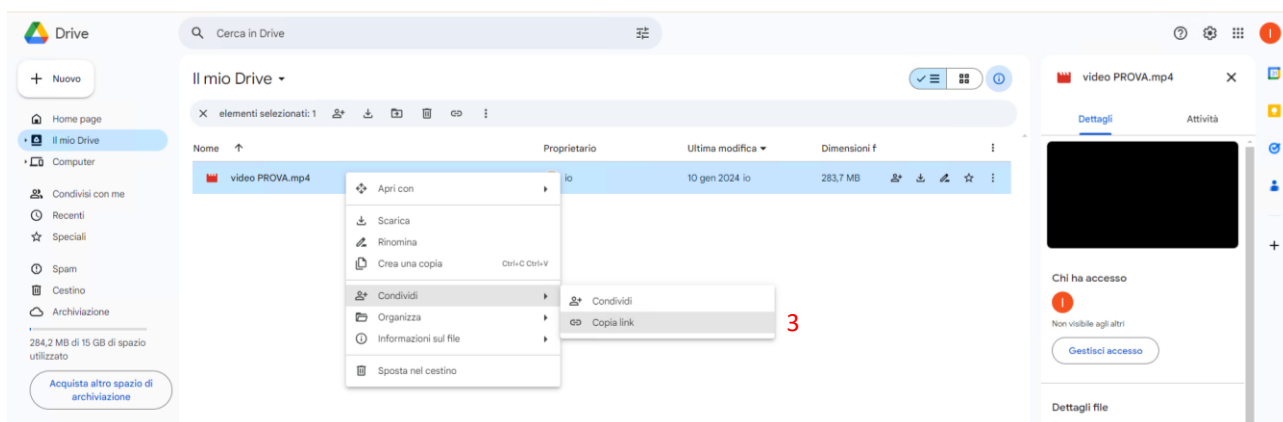 Drive
Cerca in Drive
Nuovo
Home page
Il mio Drive
Computer
Condivisi con me
Recenti
Speciali
Spam
Cestino
Archiviazione
284,2 MB di 15 GB di spazio
utilizzato
Acquista altro spazio di
archiviazione
Il mio Drive
elementi selezionati: 1
Nome Proprietario Ultima modifica Dimensioni f
video PROVA.mp4 io 10 gen 2024 io 283,7 MB
Apri con
Scarica
Rinomina
Crea una copia Ctrl+C Ctrl+V
Condividi
Organizza
Informazioni sul file
Sposta nel cestino
Condividi
Copia link
3
I
video PROVA.mp4
Dettagli Attività
Chi ha accesso
I
Non visibile agli altri
Gestisci accesso
Dettagli file